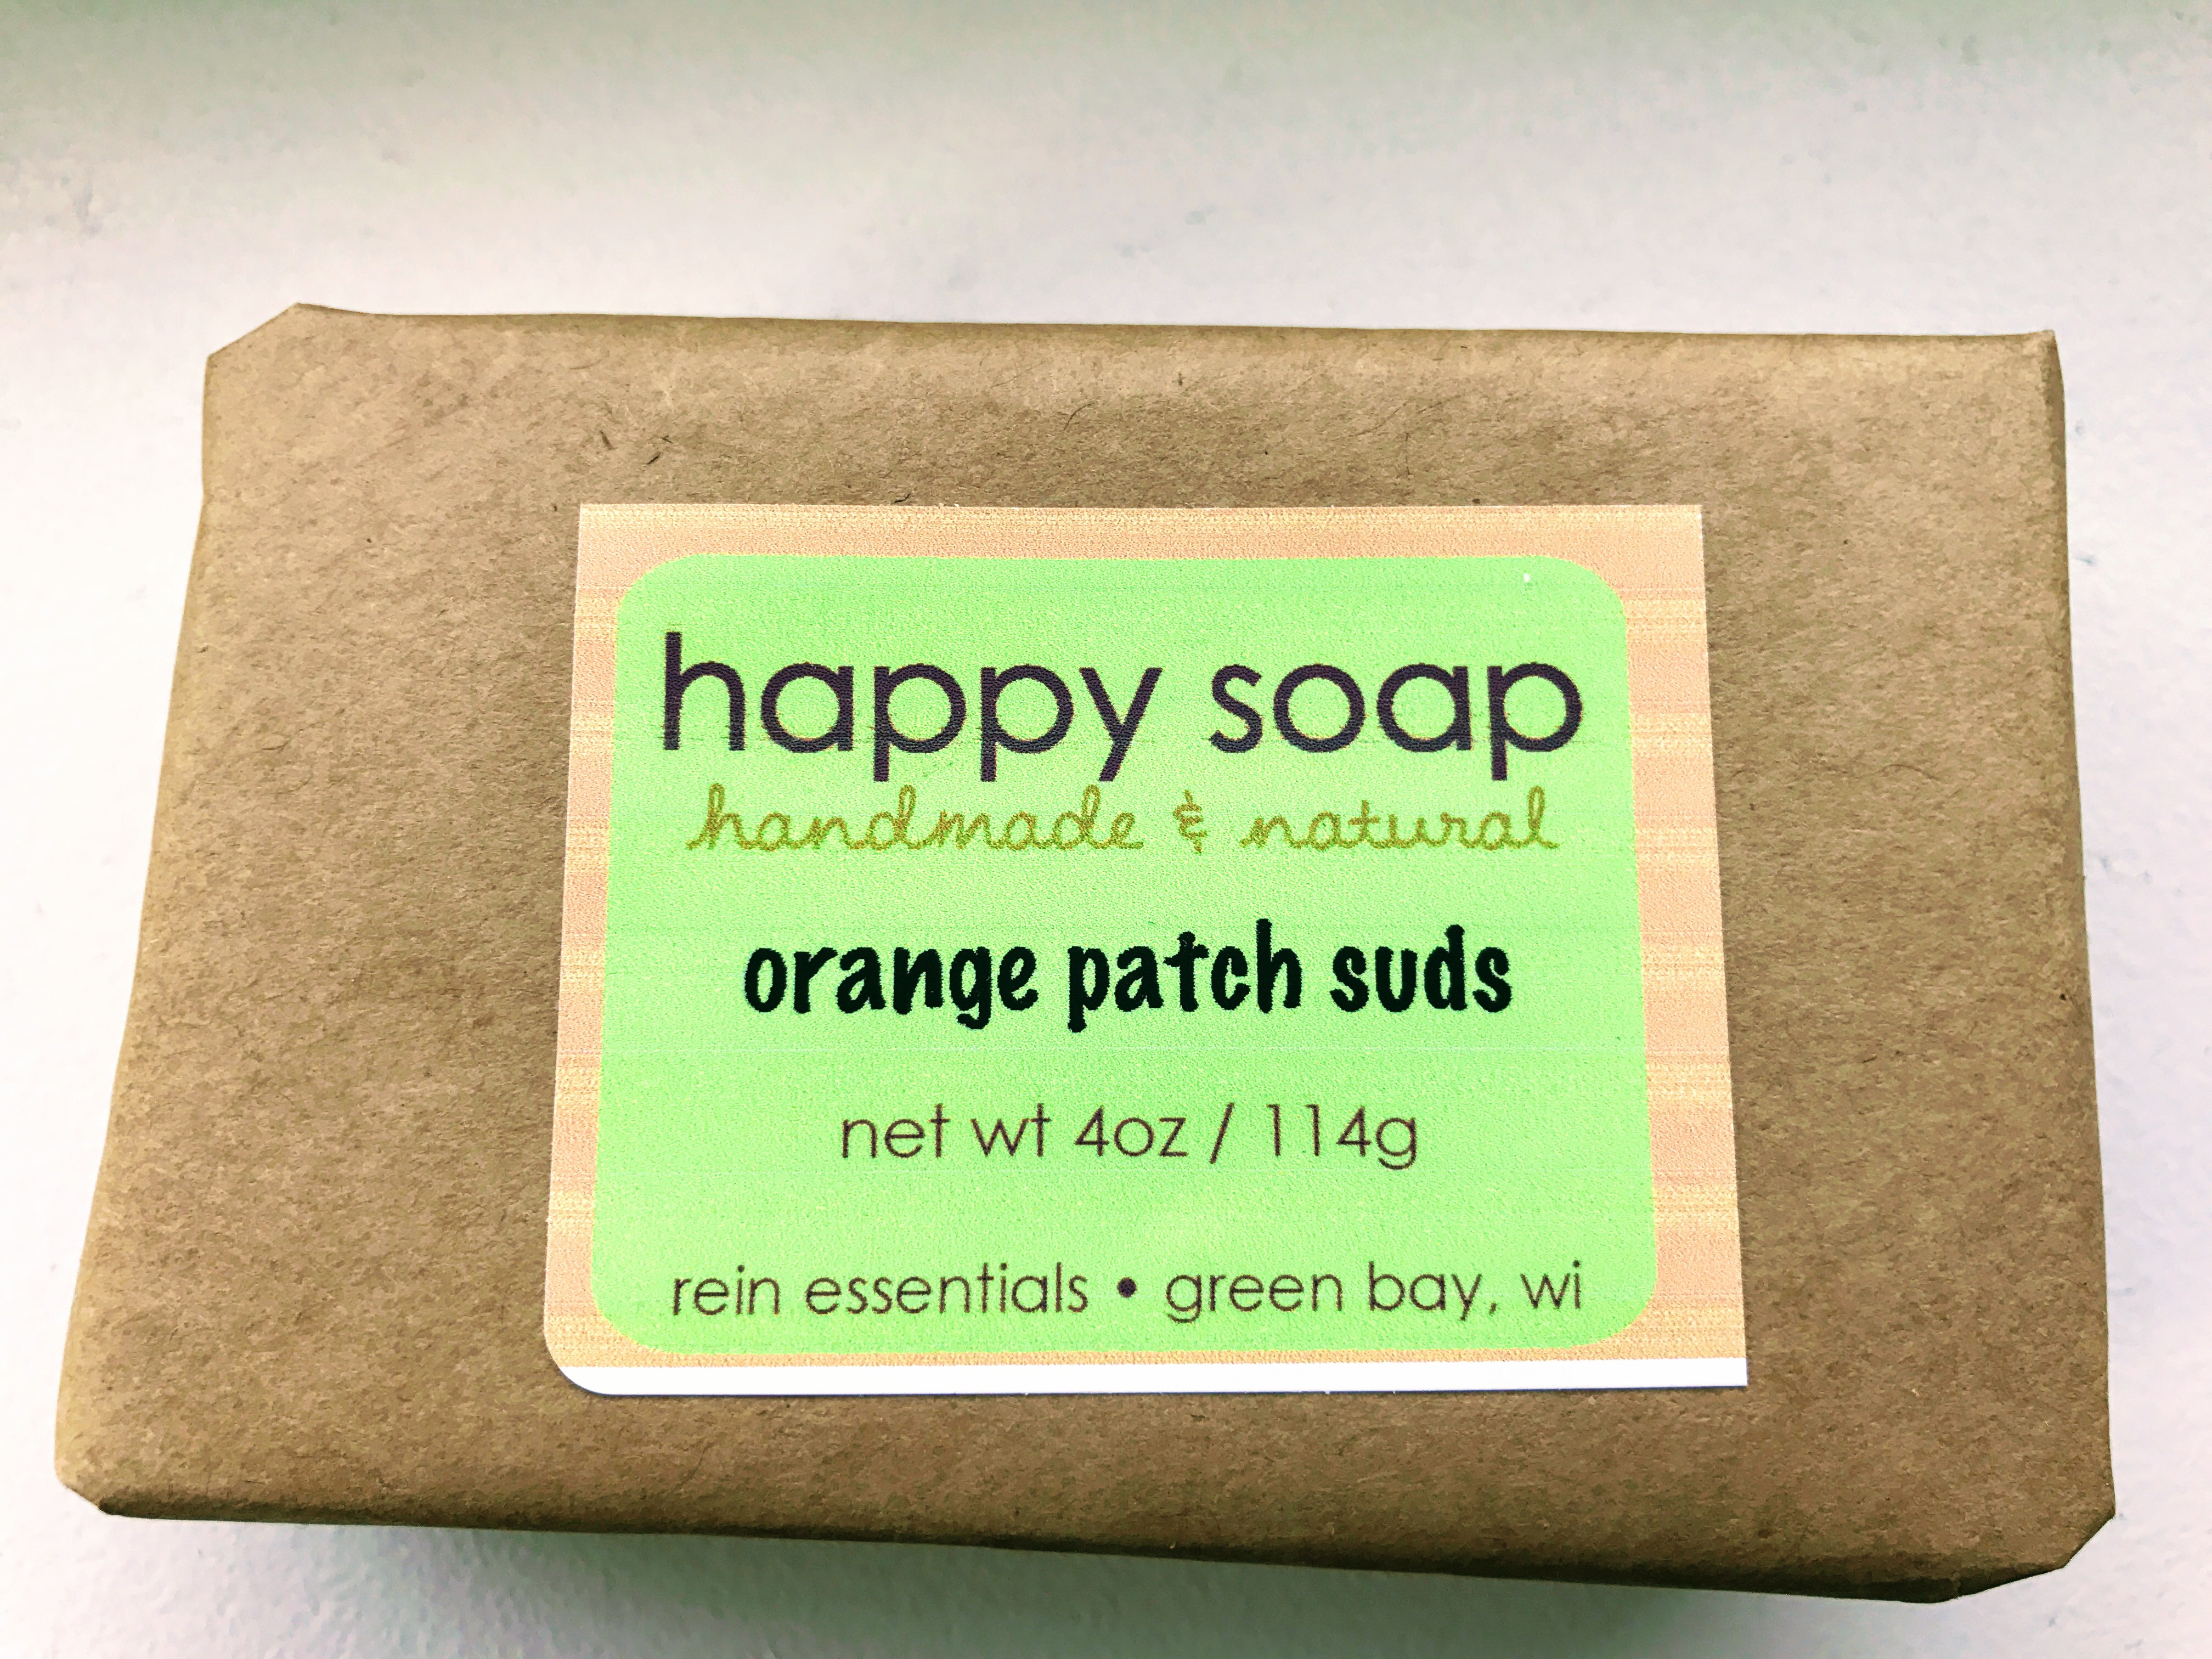 happy soap
handmade & natural
orange patch suds
net wt 4oz / 114g
rein essentials • green bay, wi